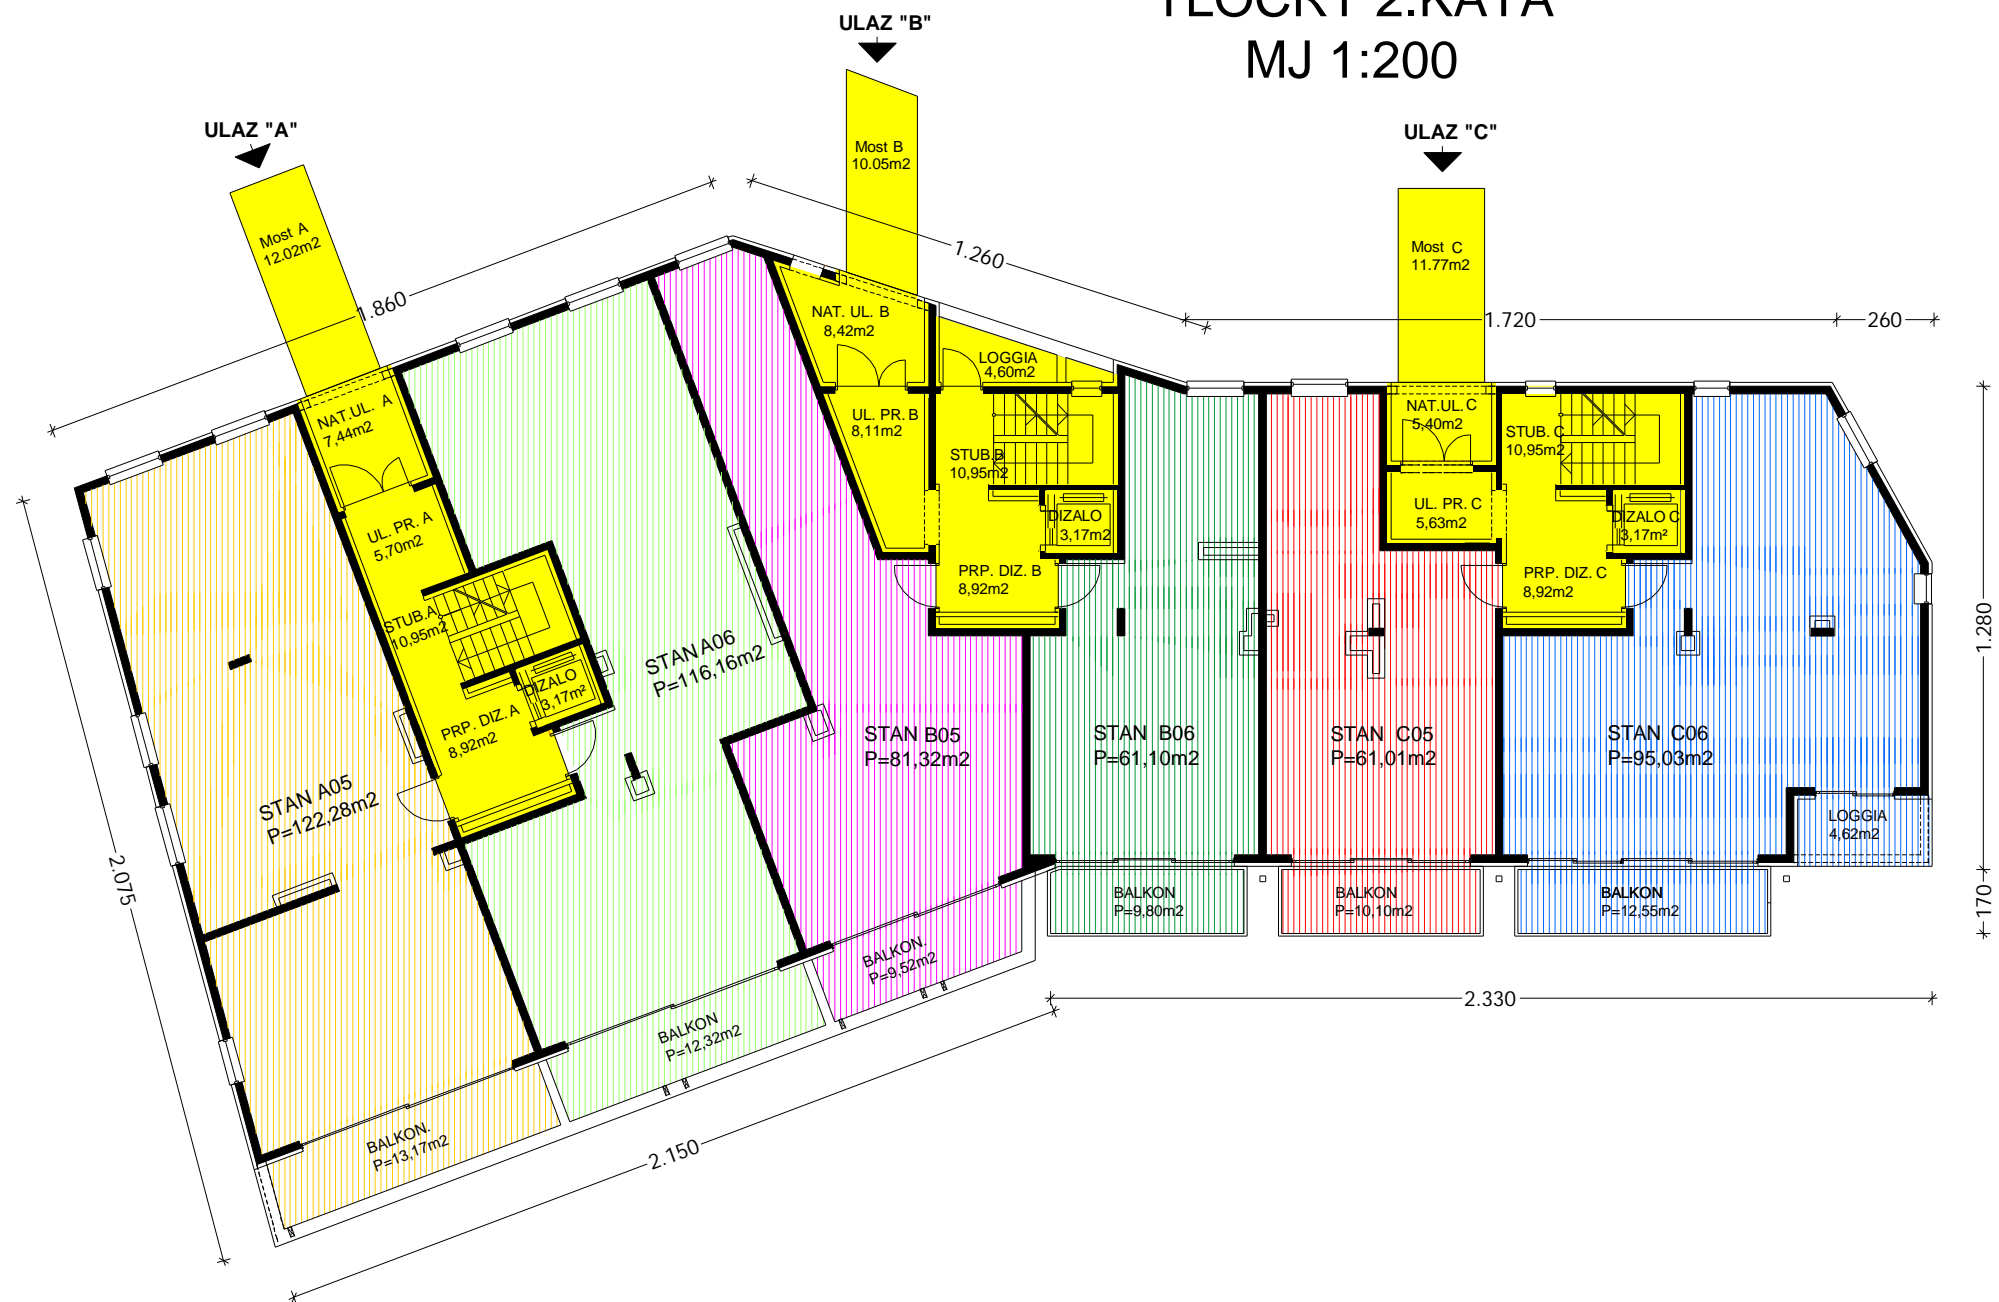 TLOCRT 2.KATA
MJ 1:200
ULAZ "A"
ULAZ "B"
ULAZ "C"
Most A
12.02m2
Most B
10.05m2
Most C
11.77m2
1.860
1.260
1.720
260
NAT.UL. A
7,44m2
UL. PR. A
5,70m2
STUB.A
10,95m2
DIZALO
3,17m²
PRP. DIZ. A
8,92m2
NAT. UL. B
8,42m2
LOGGIA
4,60m2
UL. PR. B
8,11m2
STUB.B
10,95m2
DIZALO
3,17m2
PRP. DIZ. B
8,92m2
NAT.UL. C
5,40m2
STUB. C
10,95m2
UL. PR. C
5,63m2
DIZALO C
3,17m²
PRP. DIZ. C
8,92m2
STAN A05
P=122,28m2
STAN A06
P=116,16m2
STAN B05
P=81,32m2
STAN B06
P=61,10m2
STAN C05
P=61,01m2
STAN C06
P=95,03m2
LOGGIA
4,62m2
BALKON.
P=13,17m2
BALKON
P=12,32m2
BALKON.
P=9,52m2
BALKON
P=9,80m2
BALKON
P=10,10m2
BALKON
P=12,55m2
1.280
170
2.075
2.330
2.150